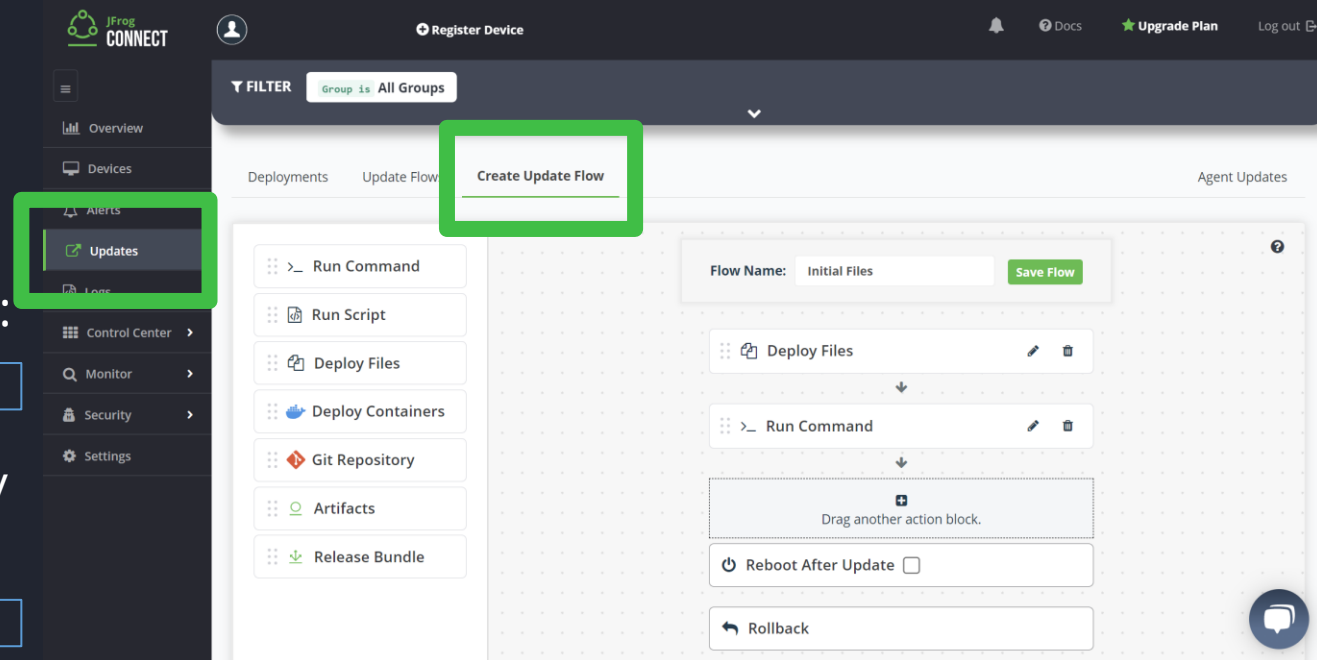 JFrog
CONNECT
Register Device
Docs
Upgrade Plan
Log out
FILTER
Group is All Groups
Overview
Devices
Alerts
Updates
Logs
Control Center
Monitor
Security
Settings
:
y
Deployments
Update Flow
Create Update Flow
Agent Updates
Run Command
Run Script
Deploy Files
Deploy Containers
Git Repository
Artifacts
Release Bundle
Flow Name: Initial Files
Save Flow
Deploy Files
Run Command
Drag another action block.
Reboot After Update
Rollback